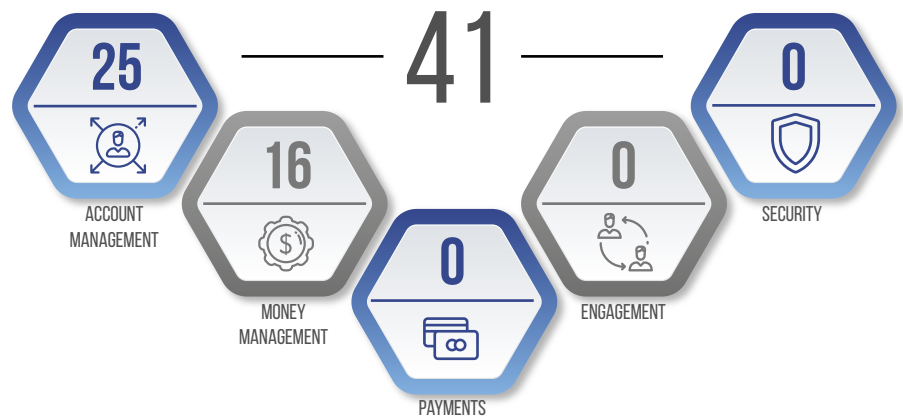 41
25
ACCOUNT
MANAGEMENT
16
$
MONEY
MANAGEMENT
0
PAYMENTS
0
ENGAGEMENT
0
SECURITY